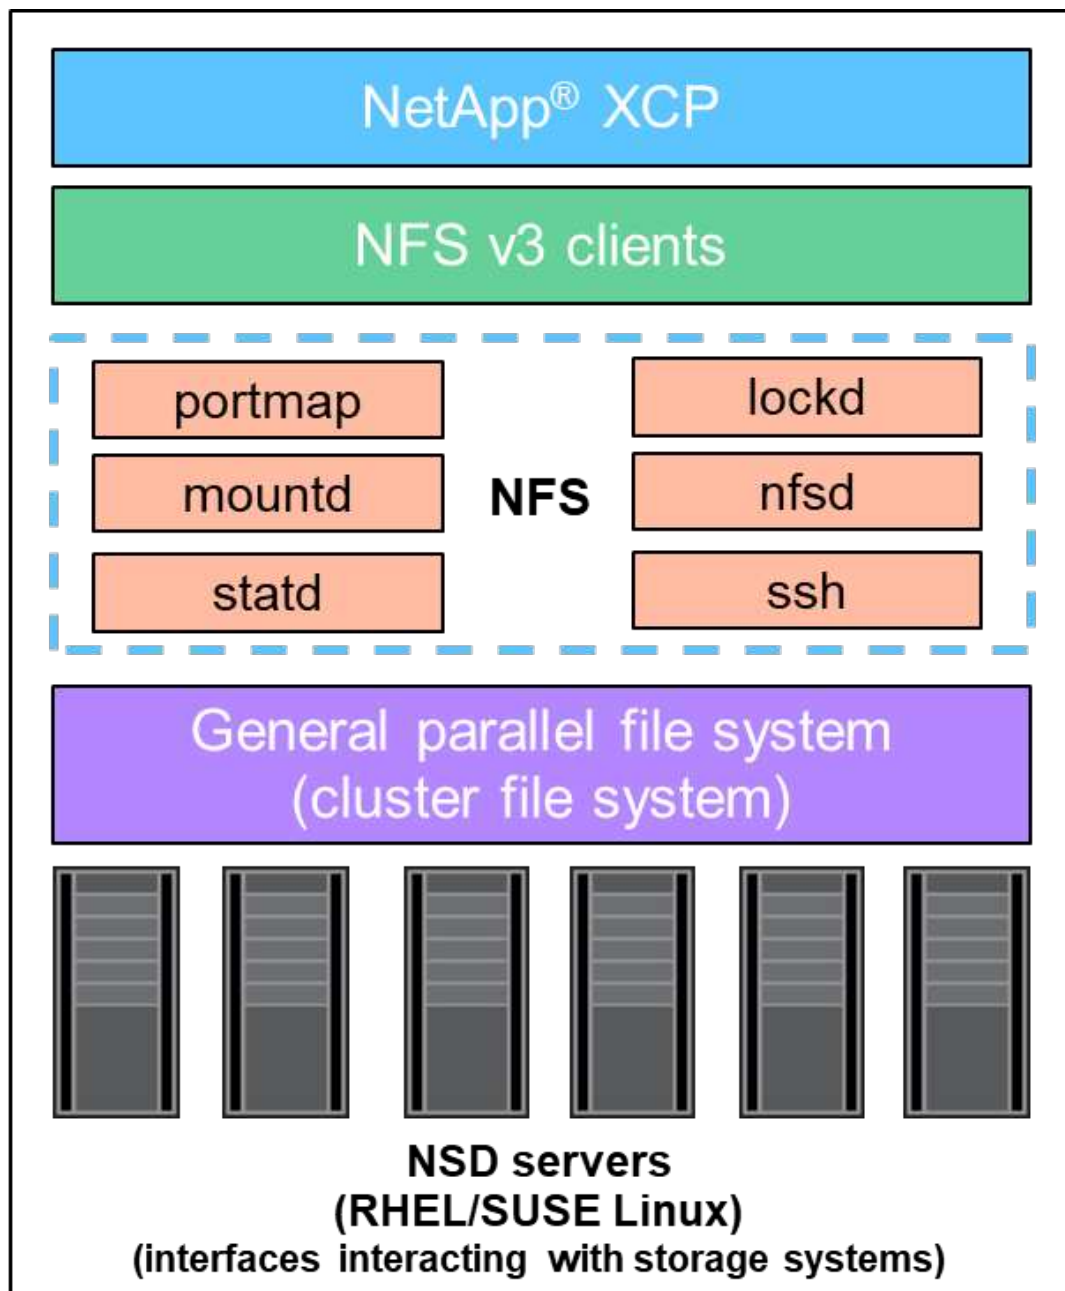 NetApp® XCP
NFS v3 clients
portmap
lockd
mountd
NFS
nfsd
statd
ssh
General parallel file system
(cluster file system)
NSD servers
(RHEL/SUSE Linux)
(interfaces interacting with storage systems)